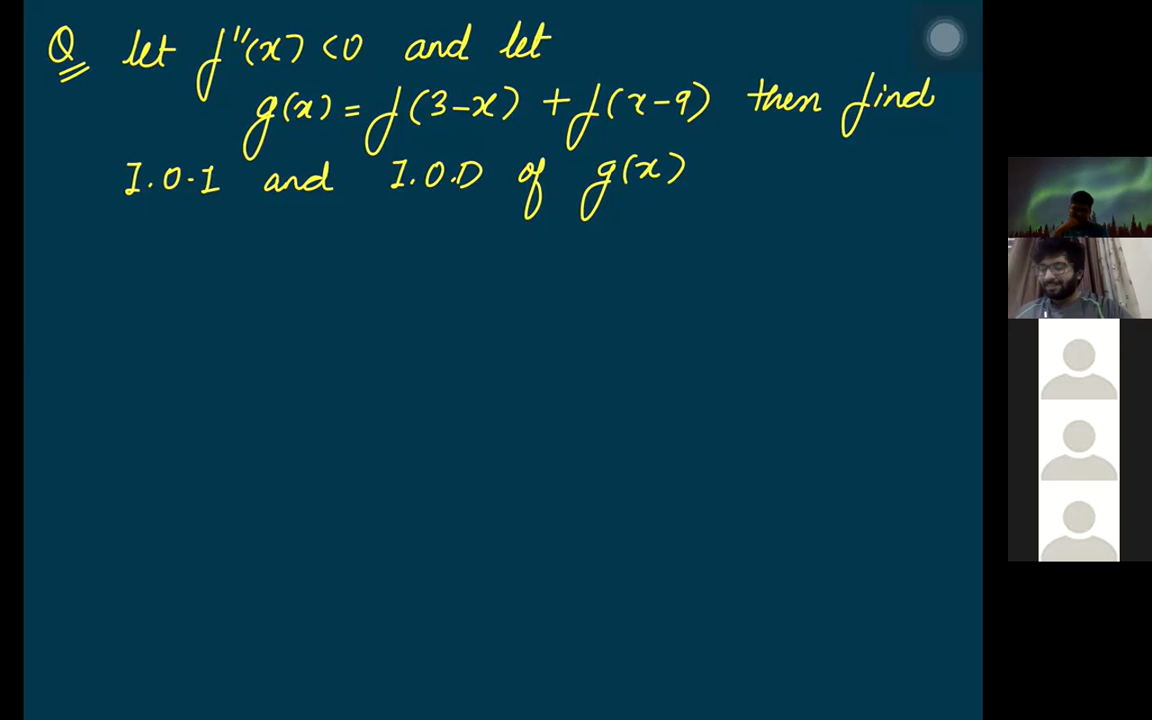 Q let f''(x) <0 and let
g(x) = f(3-x) + f(x-9) then find
I.O.I and I.O.D of g(x)